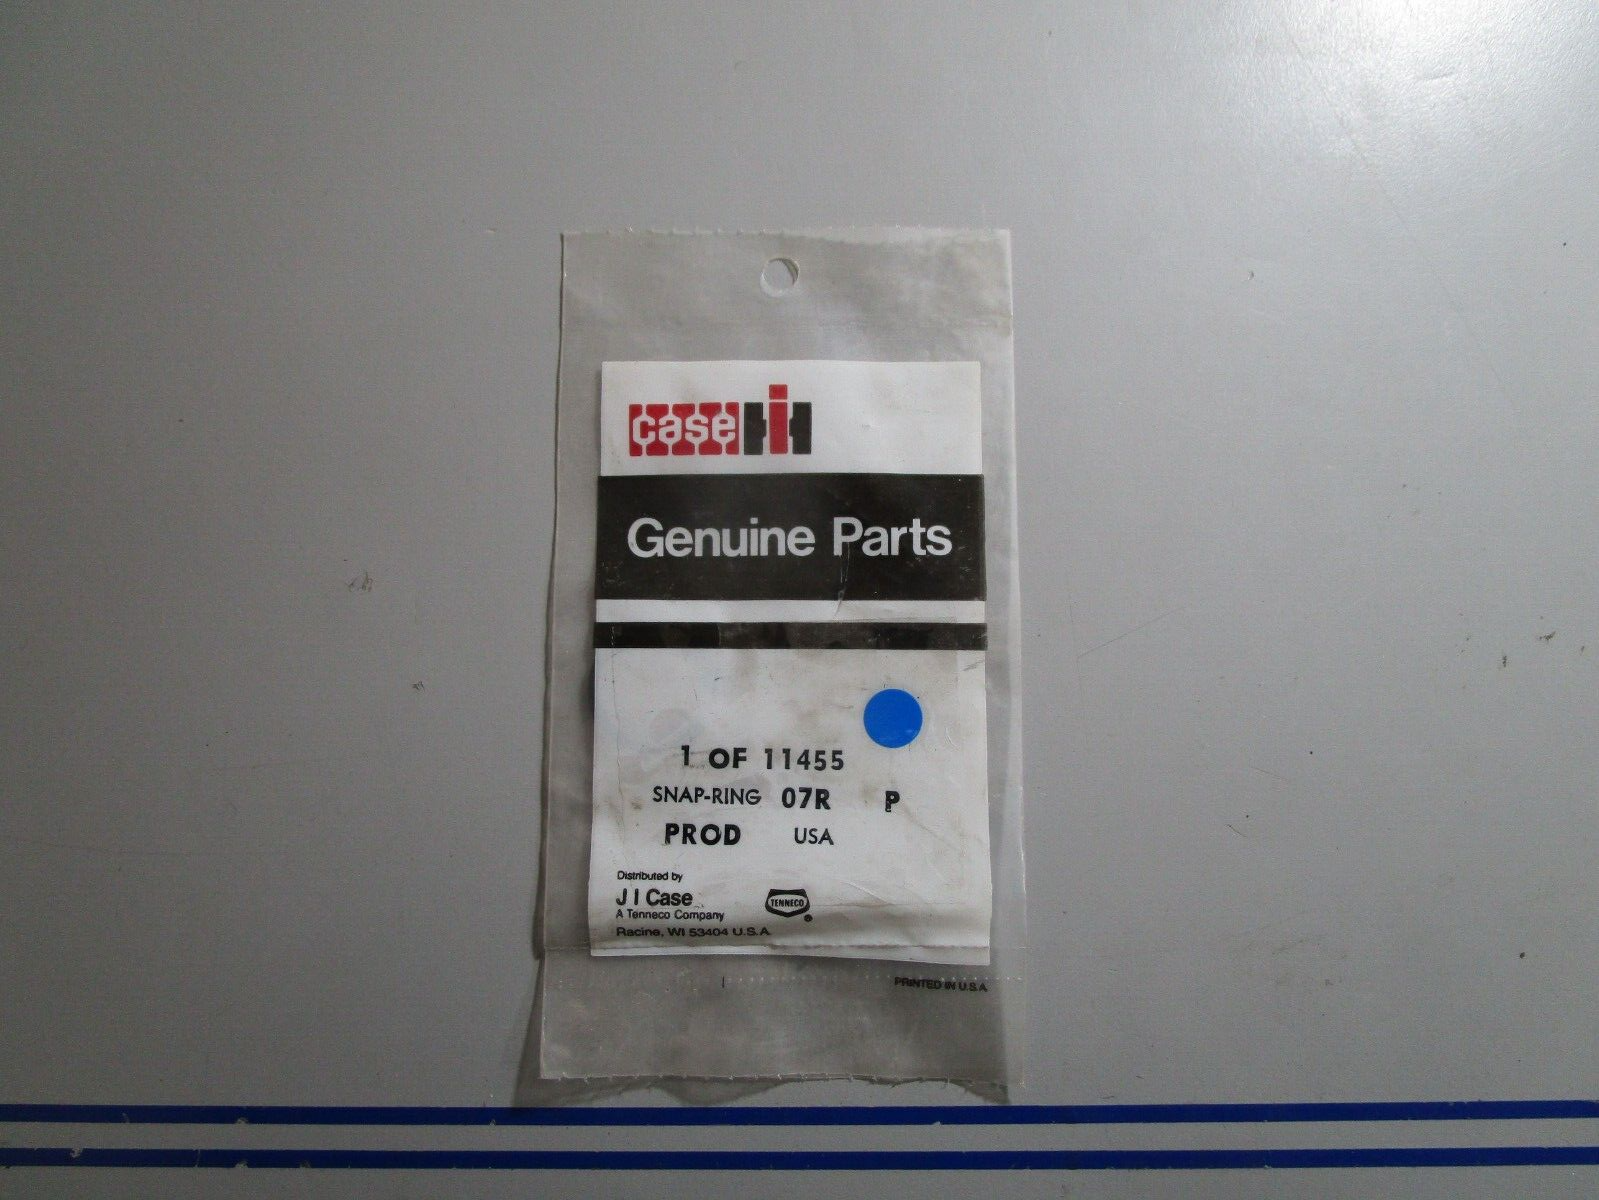 case IH
Genuine Parts
1 OF 11455
SNAP-RING 07R P
PROD USA
Distributed by
J I Case
A Tenneco Company
TENNECO ®
Racine, WI 53404 U.S.A.
PRINTED IN U.S.A.